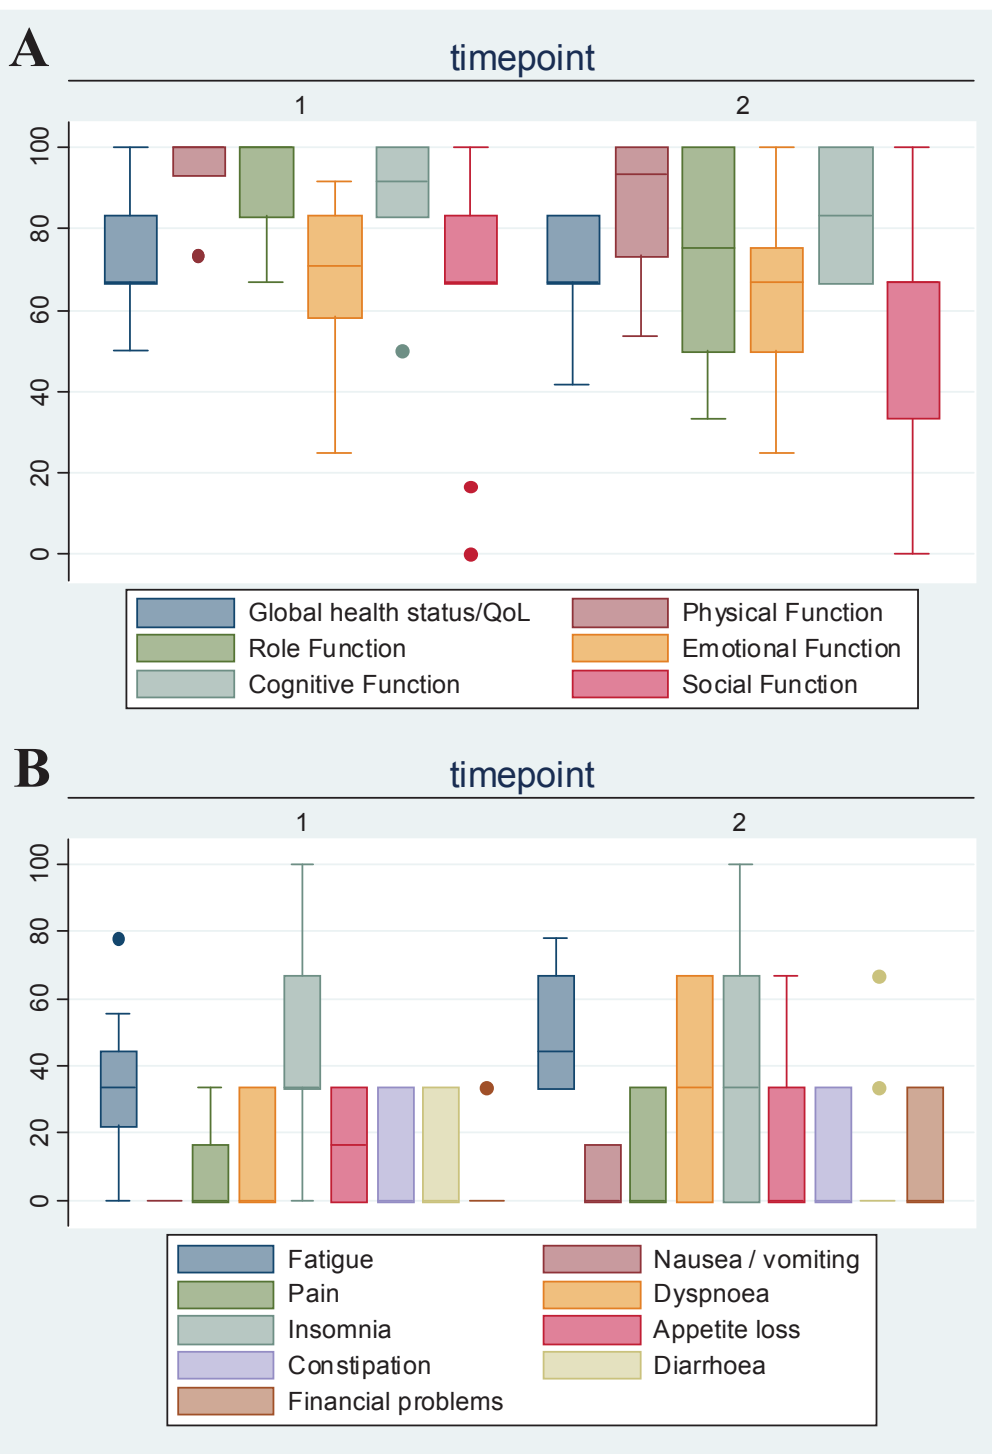 A
timepoint
1 2
100
80
60
40
20
0
Global health status/QoL Physical Function
Role Function Emotional Function
Cognitive Function Social Function
B
timepoint
1 2
100
80
60
40
20
0
Fatigue Nausea / vomiting
Pain Dyspnoea
Insomnia Appetite loss
Constipation Diarrhoea
Financial problems